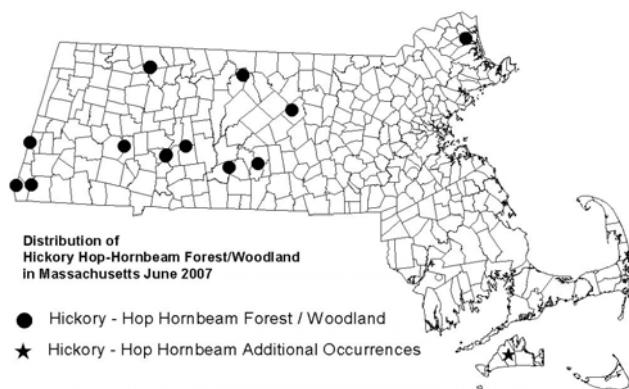 Distribution of
Hickory Hop-Hornbeam Forest/Woodland
in Massachusetts June 2007
Hickory - Hop Hornbeam Forest / Woodland
Hickory - Hop Hornbeam Additional Occurrences